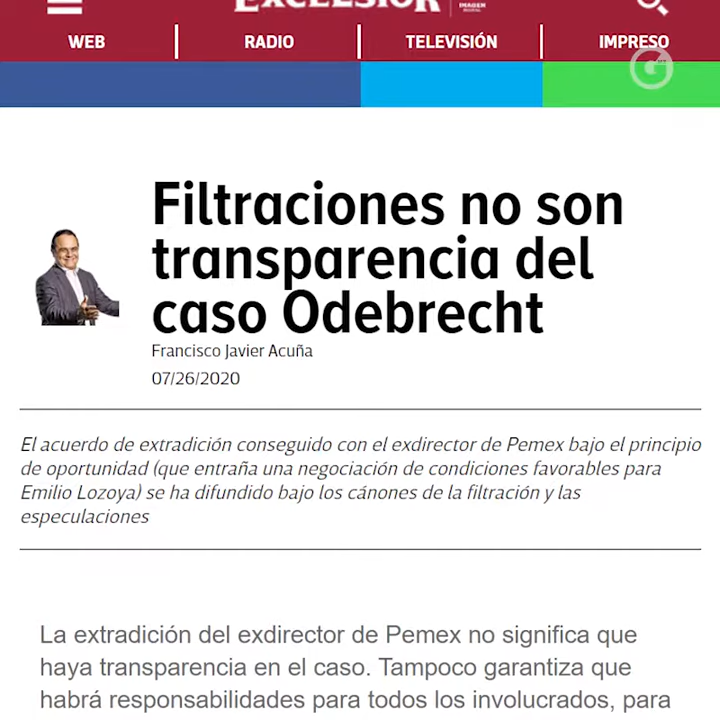 EXCELSIOR
IMAGEN
WEB
RADIO
TELEVISIÓN
IMPRESO
Filtraciones no son
transparencia del
caso Odebrecht
Francisco Javier Acuña
07/26/2020
El acuerdo de extradición conseguido con el exdirector de Pemex bajo el principio
de oportunidad (que entraña una negociación de condiciones favorables para
Emilio Lozoya) se ha difundido bajo los cánones de la filtración y las
especulaciones
La extradición del exdirector de Pemex no significa que
haya transparencia en el caso. Tampoco garantiza que
habrá responsabilidades para todos los involucrados, para